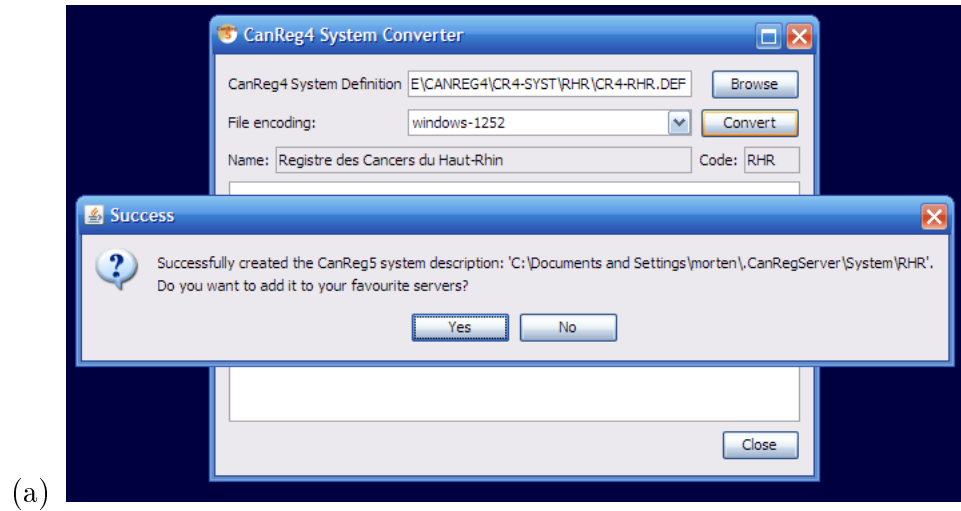 CanReg4 System Converter
CanReg4 System Definition E\CANREG4\CR4-SYST\RHR\CR4-RHR.DEF Browse
File encoding: windows-1252 Convert
Name: Registre des Cancers du Haut-Rhin Code: RHR
Success
Successfully created the CanReg5 system description: 'C:\Documents and Settings\morten\.CanRegServer\System\RHR'.
Do you want to add it to your favourite servers?
Yes No
Close
(a)